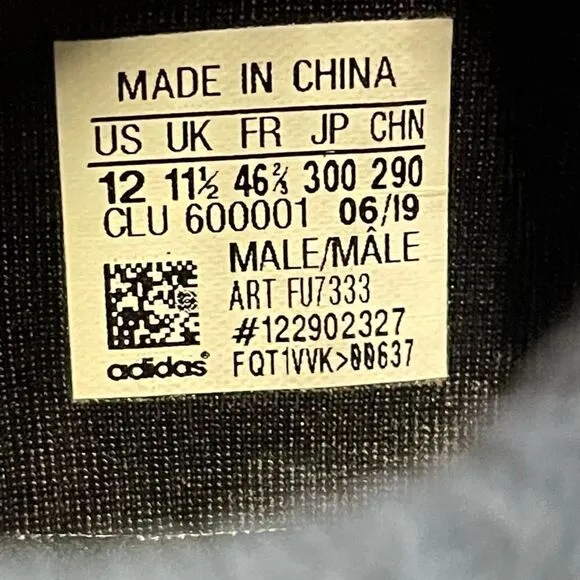 MADE IN CHINA
US UK FR JP CHN
12 11½ 46⅔ 300 290
CLU 600001 06/19
MALE/MÂLE
ART FU7333
#122902327
adidas® FQT1VVK>00637